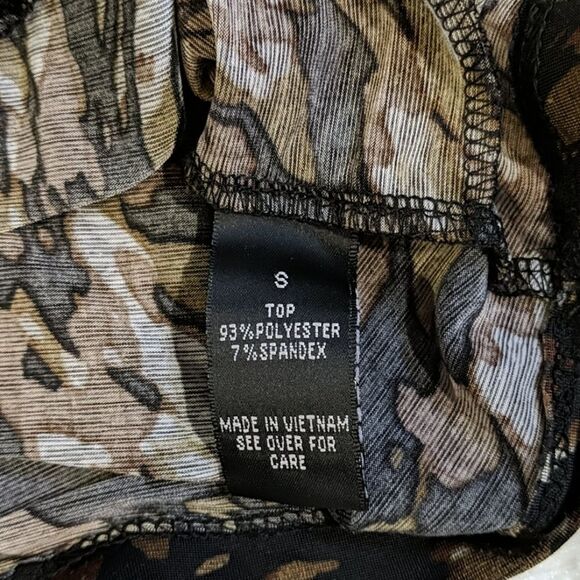 S
TOP
93%POLYESTER
7%SPANDEX
MADE IN VIETNAM
SEE OVER FOR
CARE